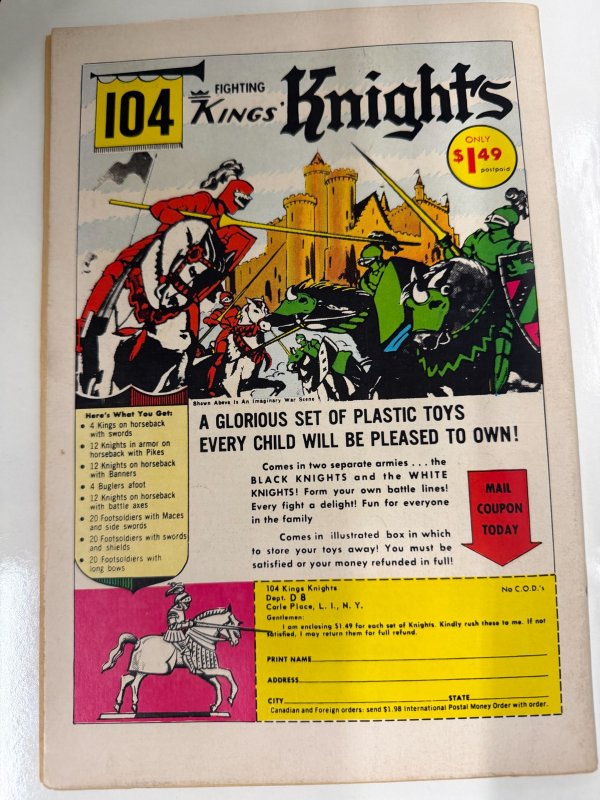 104
FIGHTING
KINGS' Knights
ONLY
$1.49
postpaid
Shown Above Is An Imaginary War Scene
Here's What You Get:
• 4 Kings on horseback
with swords
• 12 Knights in armor on
horseback with Pikes
• 12 Knights on horseback
with Banners
• 4 Buglers afoot
• 12 Knights on horseback
with battle axes
• 20 Footsoldiers with Maces
and side swords
• 20 Footsoldiers with swords
and shields
• 20 Footsoldiers with
long bows
A GLORIOUS SET OF PLASTIC TOYS
EVERY CHILD WILL BE PLEASED TO OWN!
Comes in two separate armies . . . the
BLACK KNIGHTS and the WHITE
KNIGHTS! Form your own battle lines!
Every fight a delight! Fun for everyone
in the family
Comes in illustrated box in which
to store your toys away! You must be
satisfied or your money refunded in full!
MAIL
COUPON
TODAY
104 Kings Knights No C.O.D.'s
Dept. D 8
Carle Place, L. I., N. Y.
Gentlemen:
I am enclosing $1.49 for each set of Knights. Kindly rush these to me. If not
satisfied, I may return them for full refund.
PRINT NAME
ADDRESS
CITY STATE
Canadian and Foreign orders: send $1.98 International Postal Money Order with order.